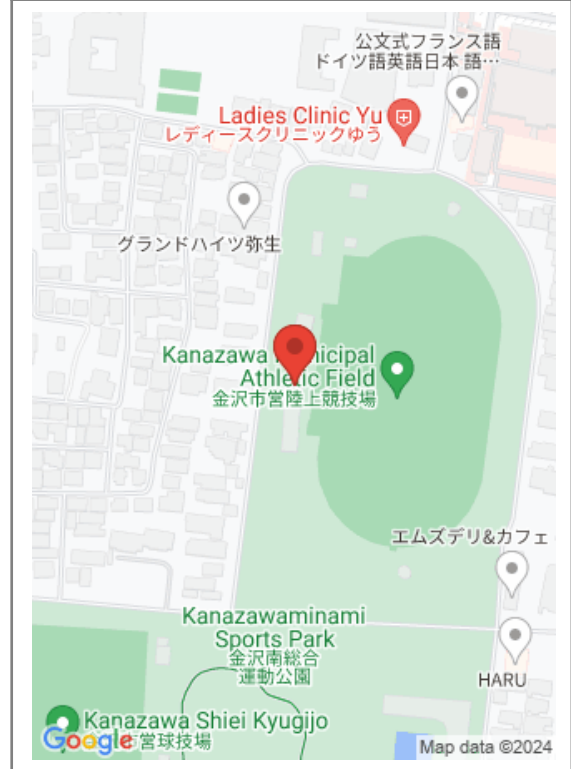 公文式フランス語
ドイツ語英語日本 語…
Ladies Clinic Yu
レディースクリニックゆう
グランドハイツ弥生
Kanazawa Municipal
Athletic Field
金沢市営陸上競技場
エムズデリ&カフェ
Kanazawaminami
Sports Park
金沢南総合
運動公園
HARU
Kanazawa Shiei Kyugijo
市営球技場
Google
Map data ©2024